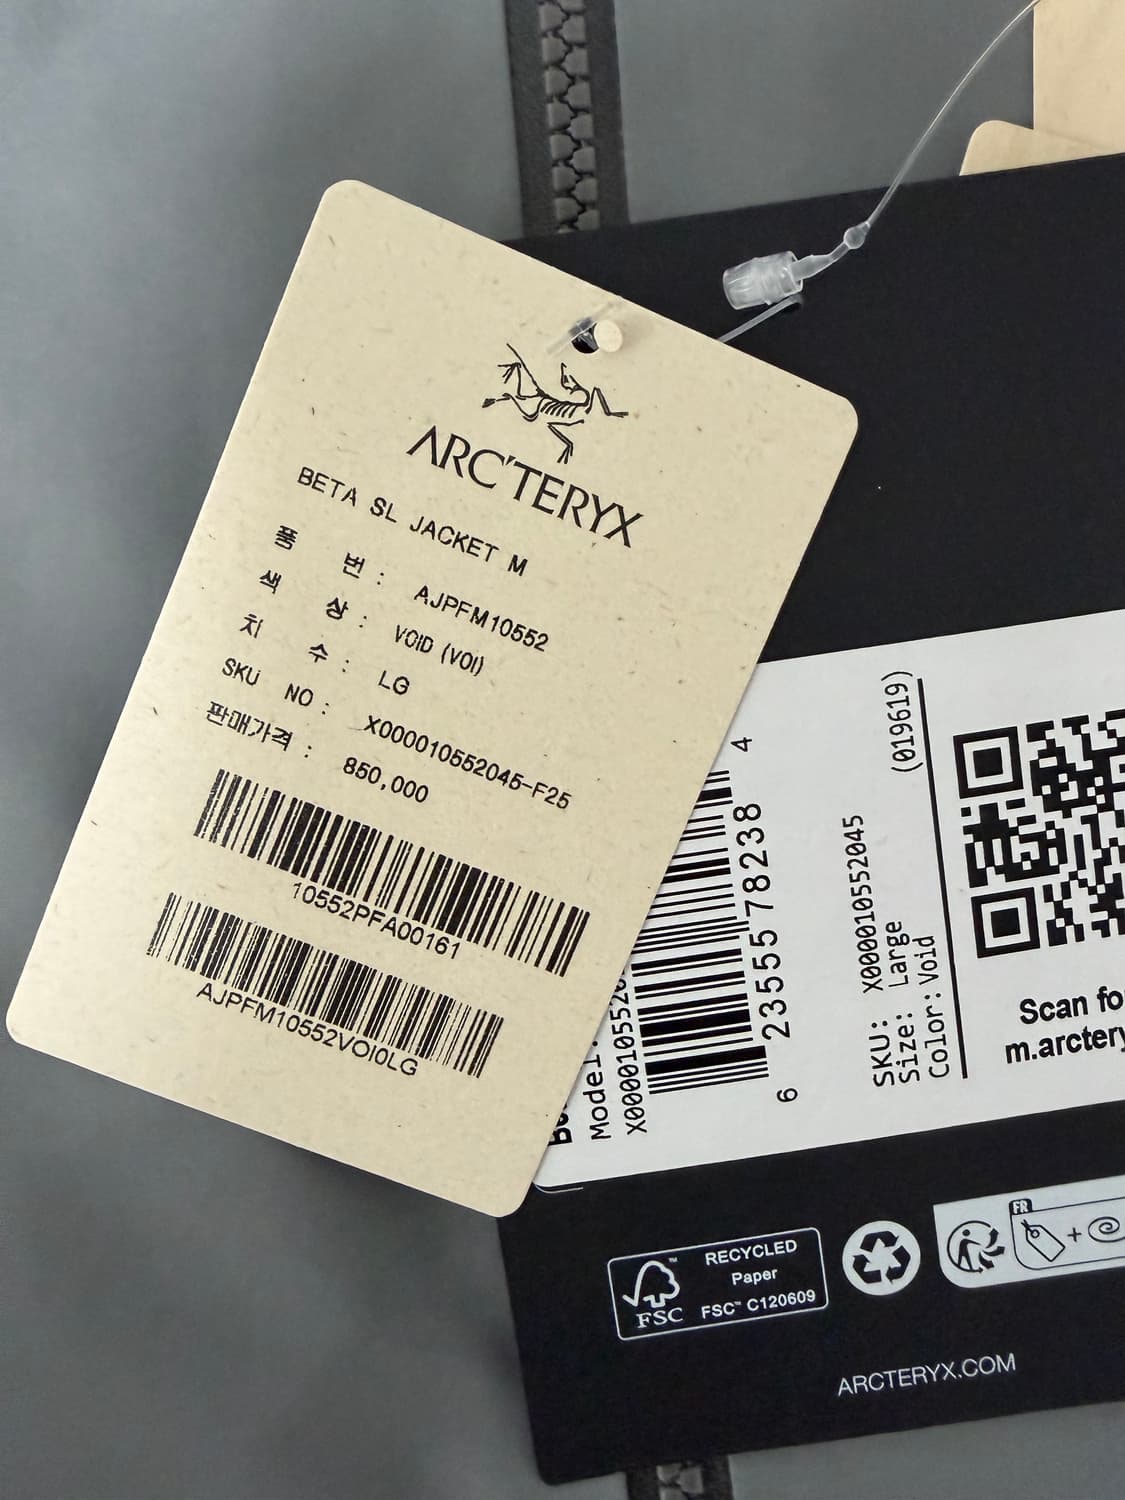 ARC'TERYX
BETA SL JACKET M
품 번 : AJPFM10552
색 상 : VOID (VOI)
치 수 : LG
SKU NO : X000010552045-F25
판매가격 : 850,000
10552PFA00161
AJPFM10552VOI0LG
Model:
X000010552
6 23555 78238 4
(019619)
SKU: X000010552045
Size: Large
Color: Void
Scan fo
m.arctery
FR
RECYCLED
Paper
FSC™ C120609
FSC
ARCTERYX.COM